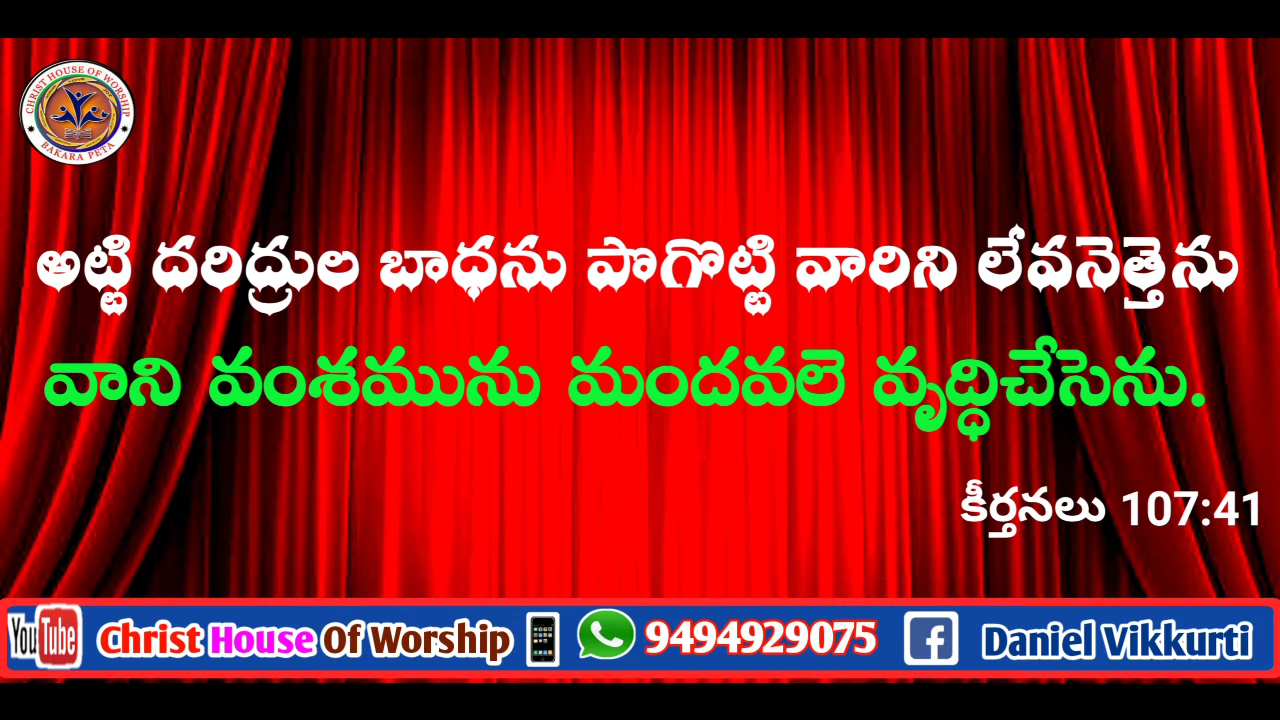 CHRIST HOUSE OF WORSHIP
BAKARA PETA
అట్టి దరిద్రుల బాధను పొగొట్టి వారిని లేవనెత్తెను
వాని వంశమును మందవలె వృద్ధిచేసెను.
కీర్తనలు 107:41
YouTube Christ House Of Worship 9494929075 Daniel Vikkurti